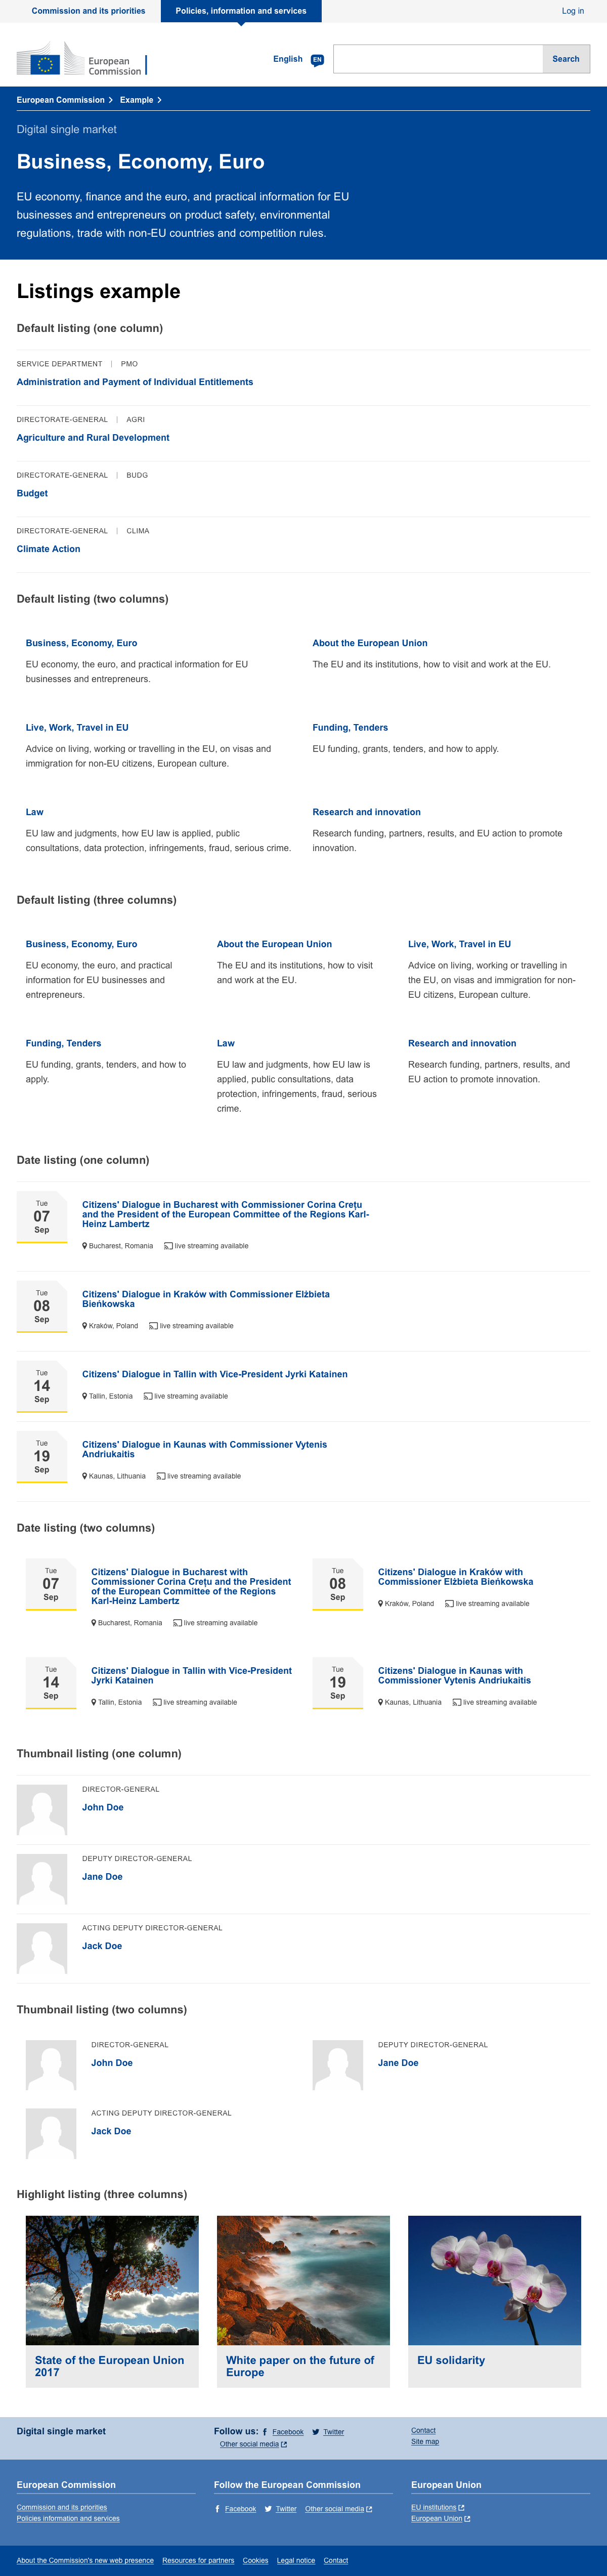 Commission and its priorities
Policies, information and services
Log in
European
Commission
English
EN
Search
European Commission
Example
Digital single market
Business, Economy, Euro
EU economy, finance and the euro, and practical information for EU
businesses and entrepreneurs on product safety, environmental
regulations, trade with non-EU countries and competition rules.
Listings example
Default listing (one column)
SERVICE DEPARTMENT | PMO
Administration and Payment of Individual Entitlements
DIRECTORATE-GENERAL | AGRI
Agriculture and Rural Development
DIRECTORATE-GENERAL | BUDG
Budget
DIRECTORATE-GENERAL | CLIMA
Climate Action
Default listing (two columns)
Business, Economy, Euro
EU economy, the euro, and practical information for EU
businesses and entrepreneurs.
About the European Union
The EU and its institutions, how to visit and work at the EU.
Live, Work, Travel in EU
Advice on living, working or travelling in the EU, on visas and
immigration for non-EU citizens, European culture.
Funding, Tenders
EU funding, grants, tenders, and how to apply.
Law
EU law and judgments, how EU law is applied, public
consultations, data protection, infringements, fraud, serious crime.
Research and innovation
Research funding, partners, results, and EU action to promote
innovation.
Default listing (three columns)
Business, Economy, Euro
EU economy, the euro, and practical
information for EU businesses and
entrepreneurs.
About the European Union
The EU and its institutions, how to visit
and work at the EU.
Live, Work, Travel in EU
Advice on living, working or travelling in
the EU, on visas and immigration for non-
EU citizens, European culture.
Funding, Tenders
EU funding, grants, tenders, and how to
apply.
Law
EU law and judgments, how EU law is
applied, public consultations, data
protection, infringements, fraud, serious
crime.
Research and innovation
Research funding, partners, results, and
EU action to promote innovation.
Date listing (one column)
Tue
07
Sep
Citizens' Dialogue in Bucharest with Commissioner Corina Crețu
and the President of the European Committee of the Regions Karl-
Heinz Lambertz
Bucharest, Romania live streaming available
Tue
08
Sep
Citizens' Dialogue in Kraków with Commissioner Elżbieta
Bieńkowska
Kraków, Poland live streaming available
Tue
14
Sep
Citizens' Dialogue in Tallin with Vice-President Jyrki Katainen
Tallin, Estonia live streaming available
Tue
19
Sep
Citizens' Dialogue in Kaunas with Commissioner Vytenis
Andriukaitis
Kaunas, Lithuania live streaming available
Date listing (two columns)
Tue
07
Sep
Citizens' Dialogue in Bucharest with
Commissioner Corina Crețu and the President
of the European Committee of the Regions
Karl-Heinz Lambertz
Bucharest, Romania live streaming available
Tue
08
Sep
Citizens' Dialogue in Kraków with
Commissioner Elżbieta Bieńkowska
Kraków, Poland live streaming available
Tue
14
Sep
Citizens' Dialogue in Tallin with Vice-President
Jyrki Katainen
Tallin, Estonia live streaming available
Tue
19
Sep
Citizens' Dialogue in Kaunas with
Commissioner Vytenis Andriukaitis
Kaunas, Lithuania live streaming available
Thumbnail listing (one column)
DIRECTOR-GENERAL
John Doe
DEPUTY DIRECTOR-GENERAL
Jane Doe
ACTING DEPUTY DIRECTOR-GENERAL
Jack Doe
Thumbnail listing (two columns)
DIRECTOR-GENERAL
John Doe
DEPUTY DIRECTOR-GENERAL
Jane Doe
ACTING DEPUTY DIRECTOR-GENERAL
Jack Doe
Highlight listing (three columns)
State of the European Union
2017
White paper on the future of
Europe
EU solidarity
Digital single market
Follow us: Facebook Twitter
Other social media
Contact
Site map
European Commission
Commission and its priorities
Policies information and services
Follow the European Commission
Facebook Twitter Other social media
European Union
EU institutions
European Union
About the Commission's new web presence Resources for partners Cookies Legal notice Contact